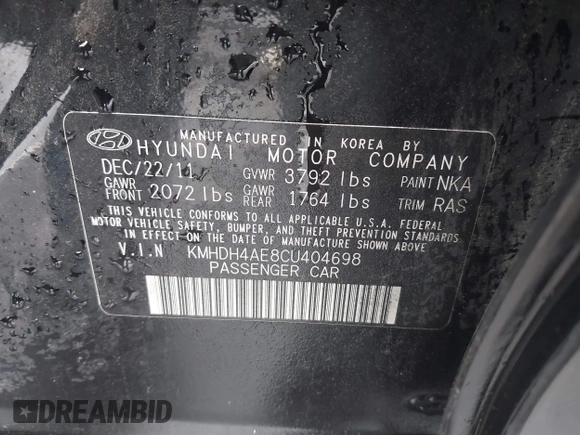 MANUFACTURED IN KOREA BY
HYUNDAI MOTOR COMPANY
DEC/22/11 GVWR 3792 lbs PAINT NKA
GAWR FRONT 2072 lbs GAWR REAR 1764 lbs TRIM RAS
THIS VEHICLE CONFORMS TO ALL APPLICABLE U.S.A. FEDERAL
MOTOR VEHICLE SAFETY, BUMPER, AND THEFT PREVENTION STANDARDS
IN EFFECT ON THE DATE OF MANUFACTURE SHOWN ABOVE
V.I.N KMHDH4AE8CU404698
PASSENGER CAR
DREAMBID